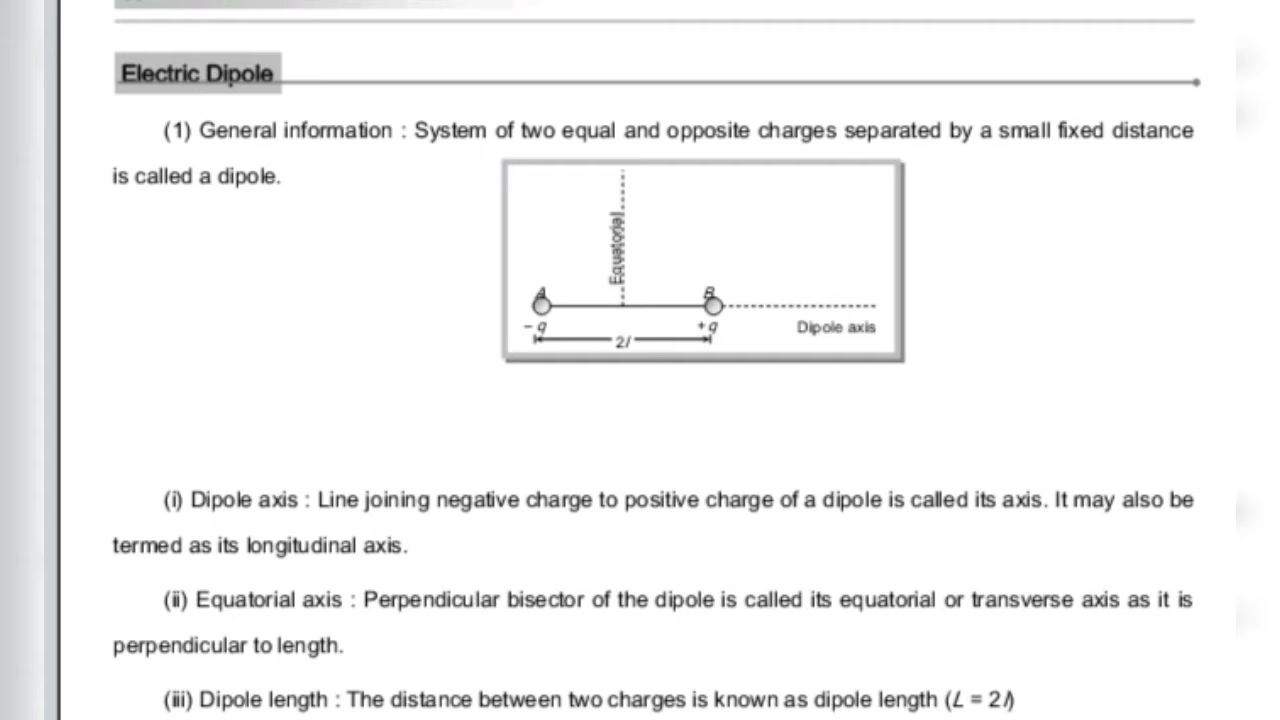 Electric Dipole
(1) General information : System of two equal and opposite charges separated by a small fixed distance
is called a dipole.
Equatorial
A
B
– q
+q
2l
Dipole axis
(i) Dipole axis : Line joining negative charge to positive charge of a dipole is called its axis. It may also be
termed as its longitudinal axis.
(ii) Equatorial axis : Perpendicular bisector of the dipole is called its equatorial or transverse axis as it is
perpendicular to length.
(iii) Dipole length : The distance between two charges is known as dipole length (L = 2l)